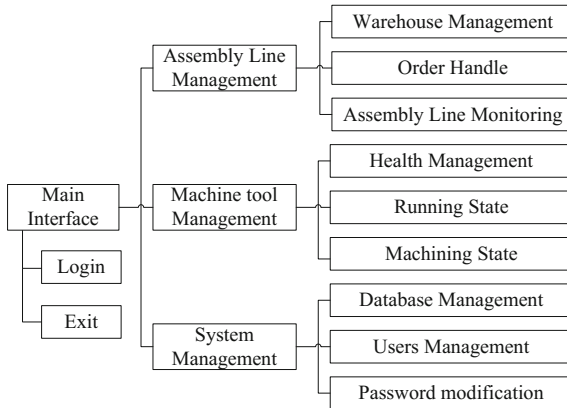 Main
Interface
Login
Exit
Assembly Line
Management
Warehouse Management
Order Handle
Assembly Line Monitoring
Machine tool
Management
Health Management
Running State
Machining State
System
Management
Database Management
Users Management
Password modification